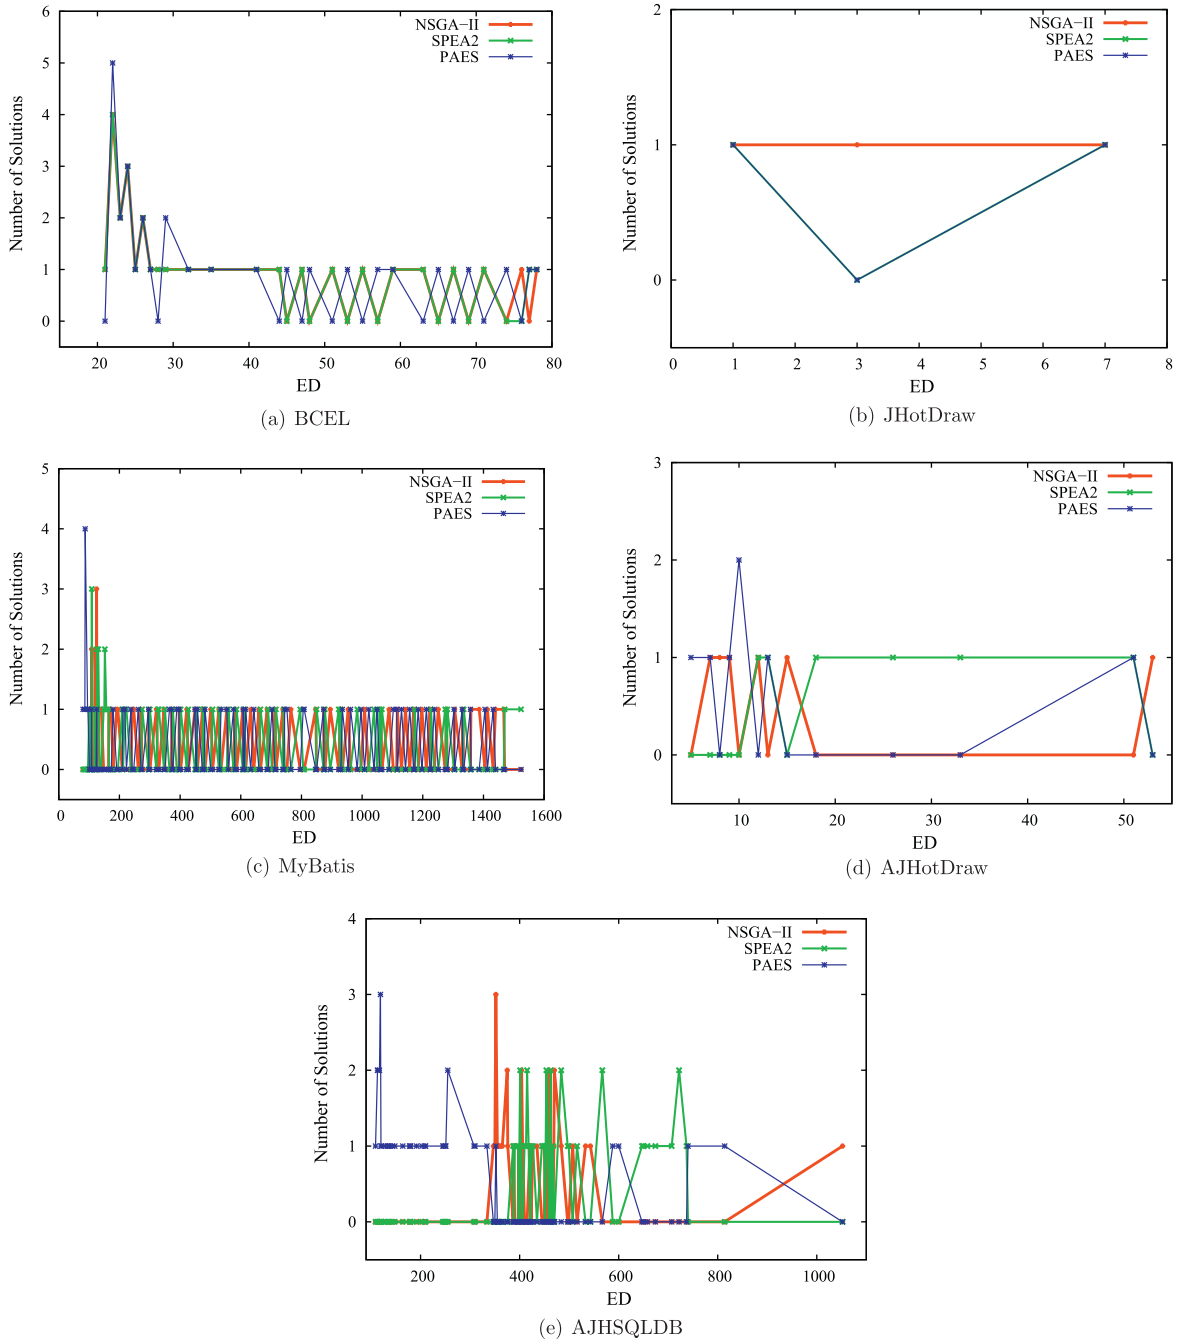 6
5
4
3
2
1
0
Number of Solutions
NSGA-II
SPEA2
PAES
20 30 40 50 60 70 80
ED
(a) BCEL
2
1
0
Number of Solutions
NSGA-II
SPEA2
PAES
0 1 2 3 4 5 6 7 8
ED
(b) JHotDraw
5
4
3
2
1
0
Number of Solutions
NSGA-II
SPEA2
PAES
0 200 400 600 800 1000 1200 1400 1600
ED
(c) MyBatis
3
2
1
0
Number of Solutions
NSGA-II
SPEA2
PAES
10 20 30 40 50
ED
(d) AJHotDraw
4
3
2
1
0
Number of Solutions
NSGA-II
SPEA2
PAES
200 400 600 800 1000
ED
(e) AJHSQLDB